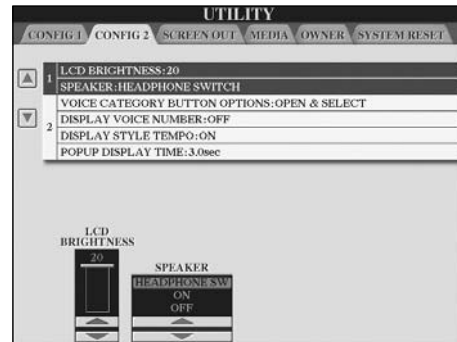 UTILITY
CONFIG 1 CONFIG 2 SCREEN OUT MEDIA OWNER SYSTEM RESET
1 LCD BRIGHTNESS:20
SPEAKER:HEADPHONE SWITCH
2 VOICE CATEGORY BUTTON OPTIONS:OPEN & SELECT
DISPLAY VOICE NUMBER:OFF
DISPLAY STYLE TEMPO:ON
POPUP DISPLAY TIME:3.0sec
LCD
BRIGHTNESS
20
SPEAKER
HEADPHONE SW
ON
OFF